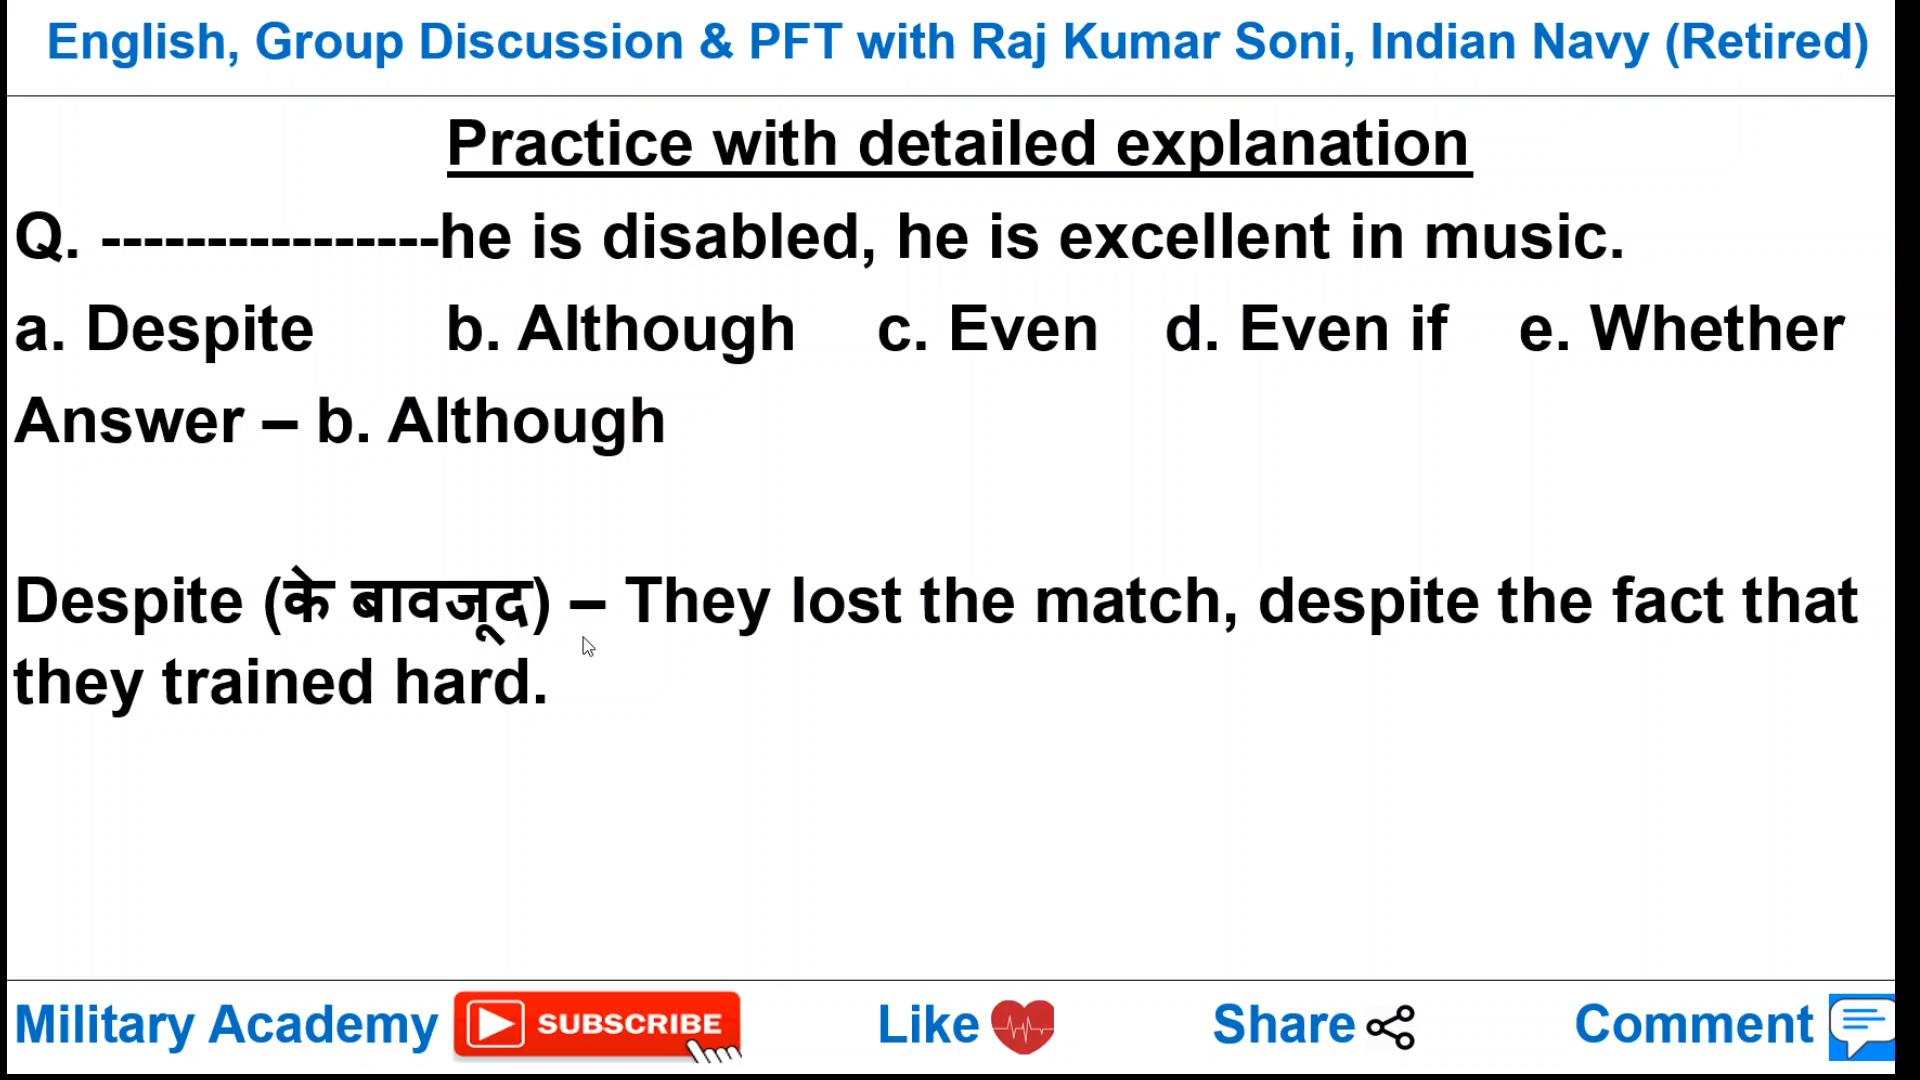 English, Group Discussion & PFT with Raj Kumar Soni, Indian Navy (Retired)
Practice with detailed explanation
Q. ----------------he is disabled, he is excellent in music.
a. Despite b. Although c. Even d. Even if e. Whether
Answer – b. Although
Despite (के बावजूद) – They lost the match, despite the fact that
they trained hard.
Military Academy SUBSCRIBE Like Share Comment